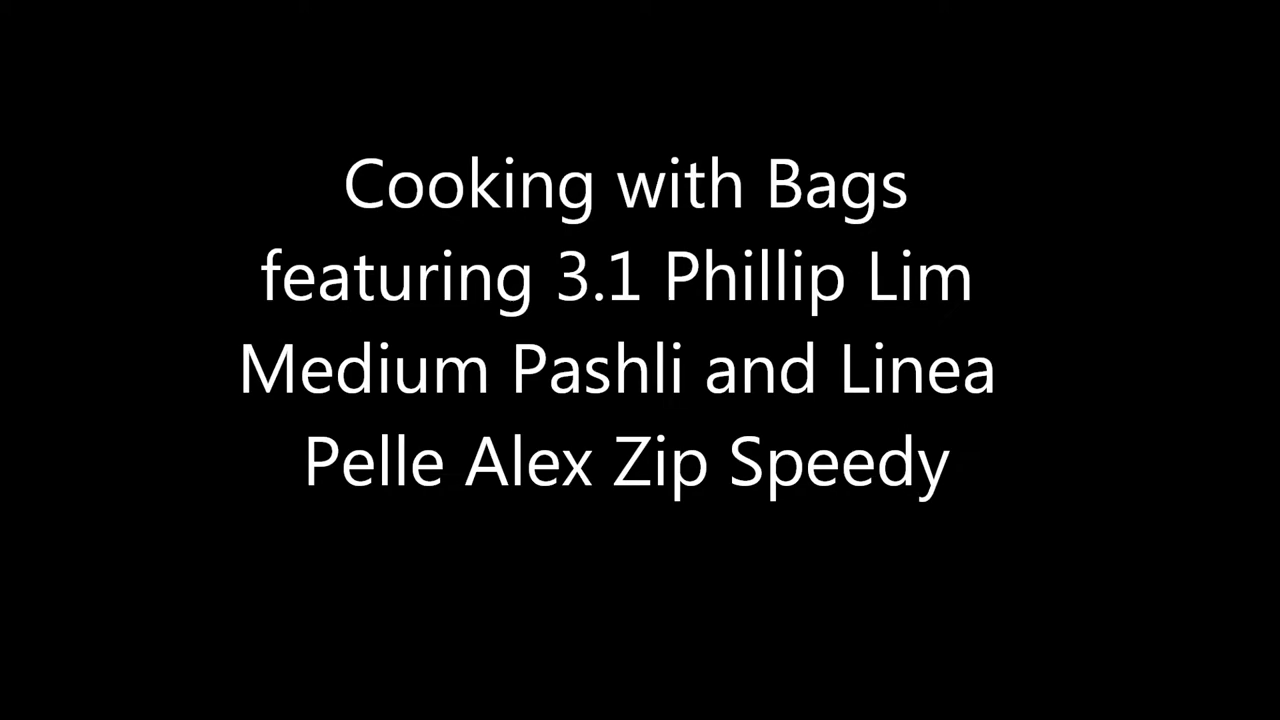 Cooking with Bags
featuring 3.1 Phillip Lim
Medium Pashli and Linea
Pelle Alex Zip Speedy